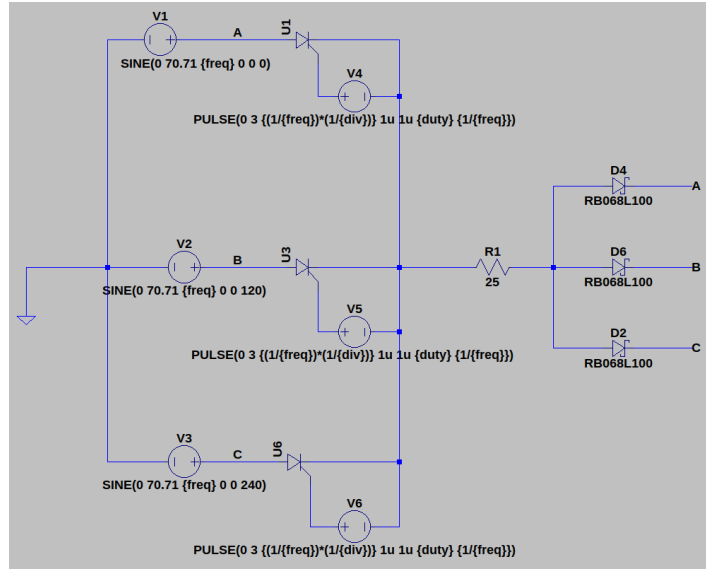 V1
A
U1
SINE(0 70.71 {freq} 0 0 0)
V4
PULSE(0 3 {(1/{freq})*(1/{div})} 1u 1u {duty} {1/{freq}})
D4
A
RB068L100
V2
B
U3
R1
D6
B
SINE(0 70.71 {freq} 0 0 120)
25
RB068L100
V5
D2
PULSE(0 3 {(1/{freq})*(1/{div})} 1u 1u {duty} {1/{freq}})
C
RB068L100
V3
C
U6
SINE(0 70.71 {freq} 0 0 240)
V6
PULSE(0 3 {(1/{freq})*(1/{div})} 1u 1u {duty} {1/{freq}})